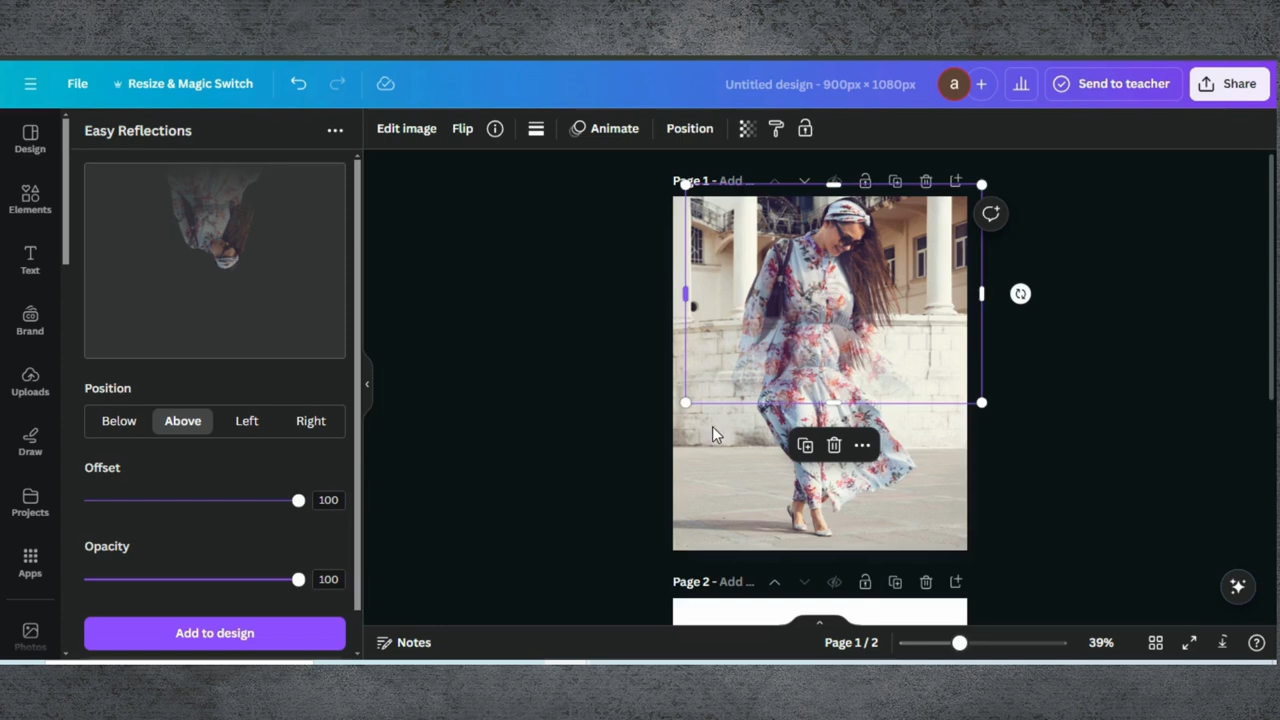 File
Resize & Magic Switch
Untitled design - 900px × 1080px
a
Send to teacher
Share
Design
Elements
Text
Brand
Uploads
Draw
Projects
Apps
Photos
Easy Reflections
Position
Below
Above
Left
Right
Offset
100
Opacity
100
Add to design
Edit image
Flip
Animate
Position
Page 1 - Add ...
Page 2 - Add ...
Notes
Page 1 / 2
39%